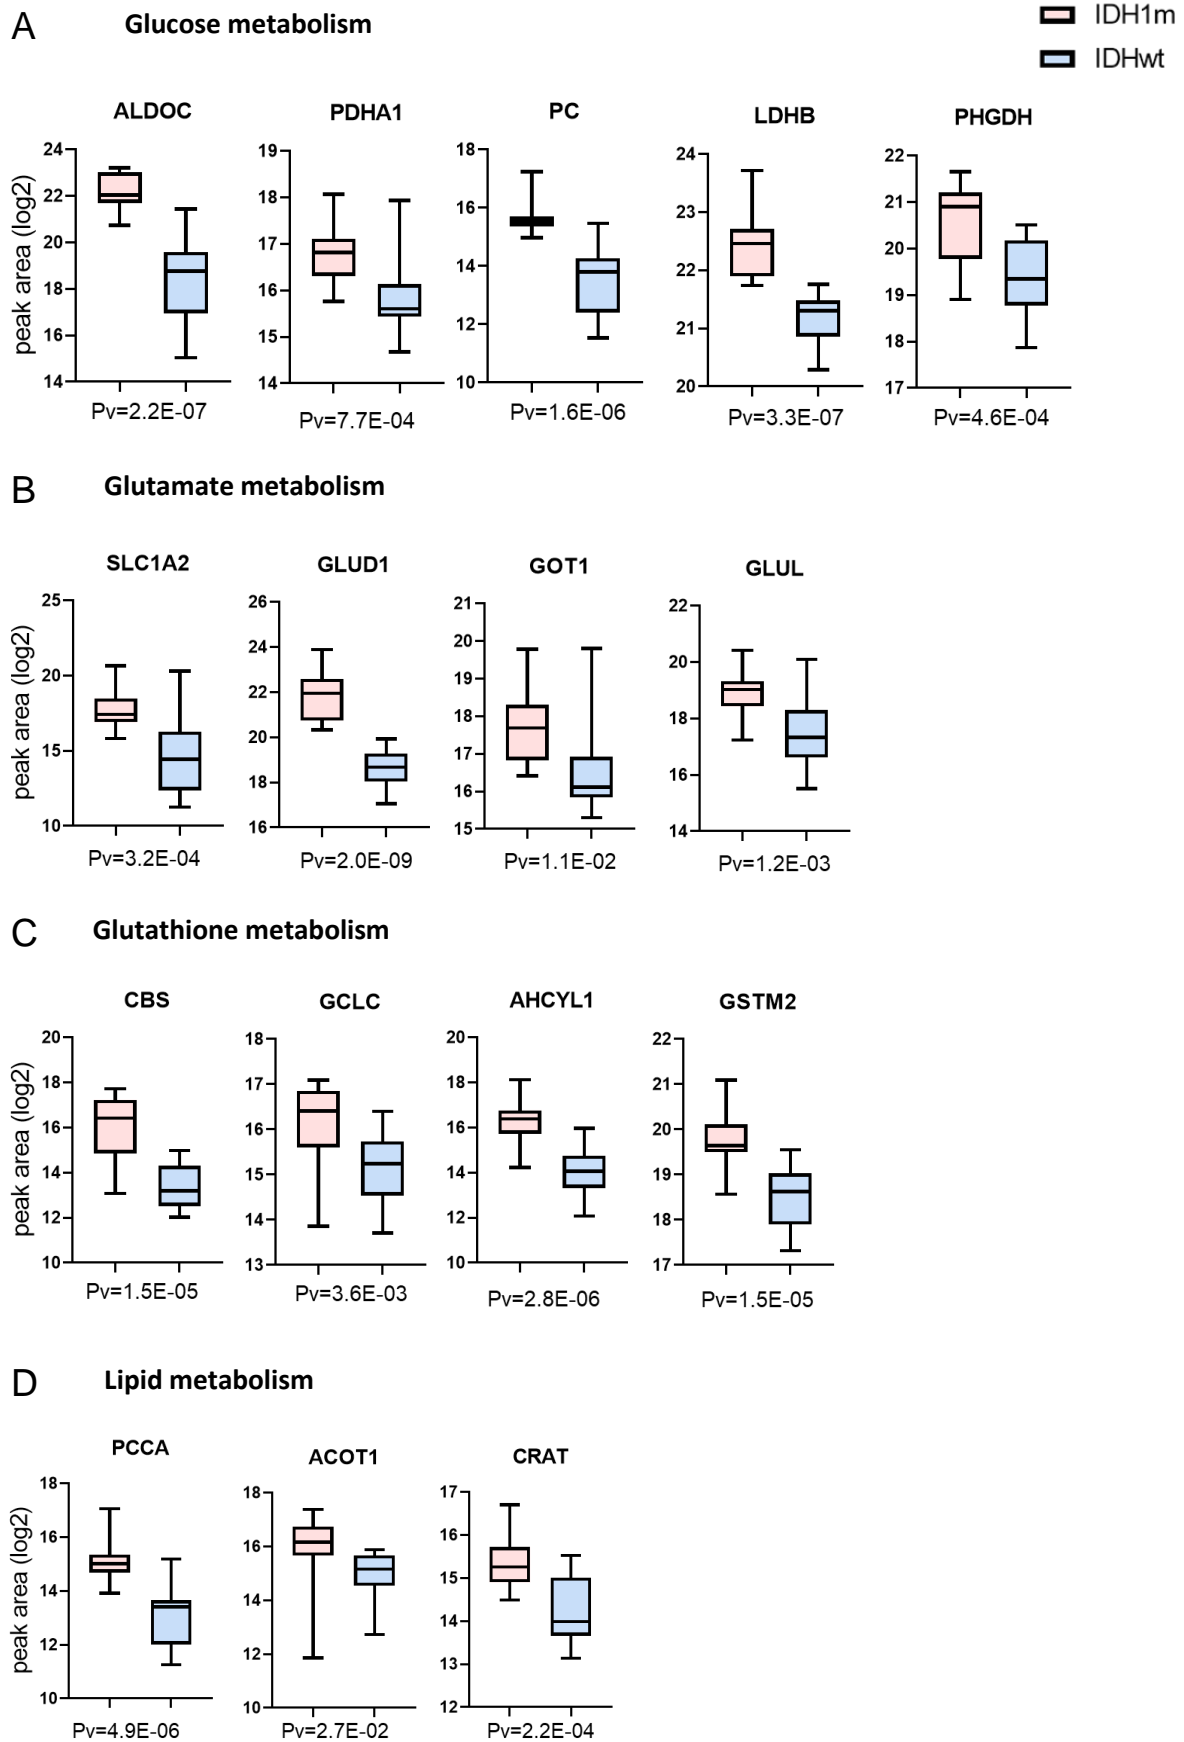 A Glucose metabolism
IDH1m
IDHwt
ALDOC PDHA1 PC LDHB PHGDH
peak area (log2)
24 22 20 18 16 14
19 18 17 16 15 14
18 16 14 12 10
24 23 22 21 20
22 21 20 19 18 17
Pv=2.2E-07 Pv=7.7E-04 Pv=1.6E-06 Pv=3.3E-07 Pv=4.6E-04
B Glutamate metabolism
SLC1A2 GLUD1 GOT1 GLUL
peak area (log2)
25 20 15 10
26 24 22 20 18 16
21 20 19 18 17 16 15
22 20 18 16 14
Pv=3.2E-04 Pv=2.0E-09 Pv=1.1E-02 Pv=1.2E-03
C Glutathione metabolism
CBS GCLC AHCYL1 GSTM2
peak area (log2)
20 18 16 14 12 10
18 17 16 15 14 13
20 18 16 14 12 10
22 21 20 19 18 17
Pv=1.5E-05 Pv=3.6E-03 Pv=2.8E-06 Pv=1.5E-05
D Lipid metabolism
PCCA ACOT1 CRAT
peak area (log2)
18 16 14 12 10
18 16 14 12 10
17 16 15 14 13 12
Pv=4.9E-06 Pv=2.7E-02 Pv=2.2E-04